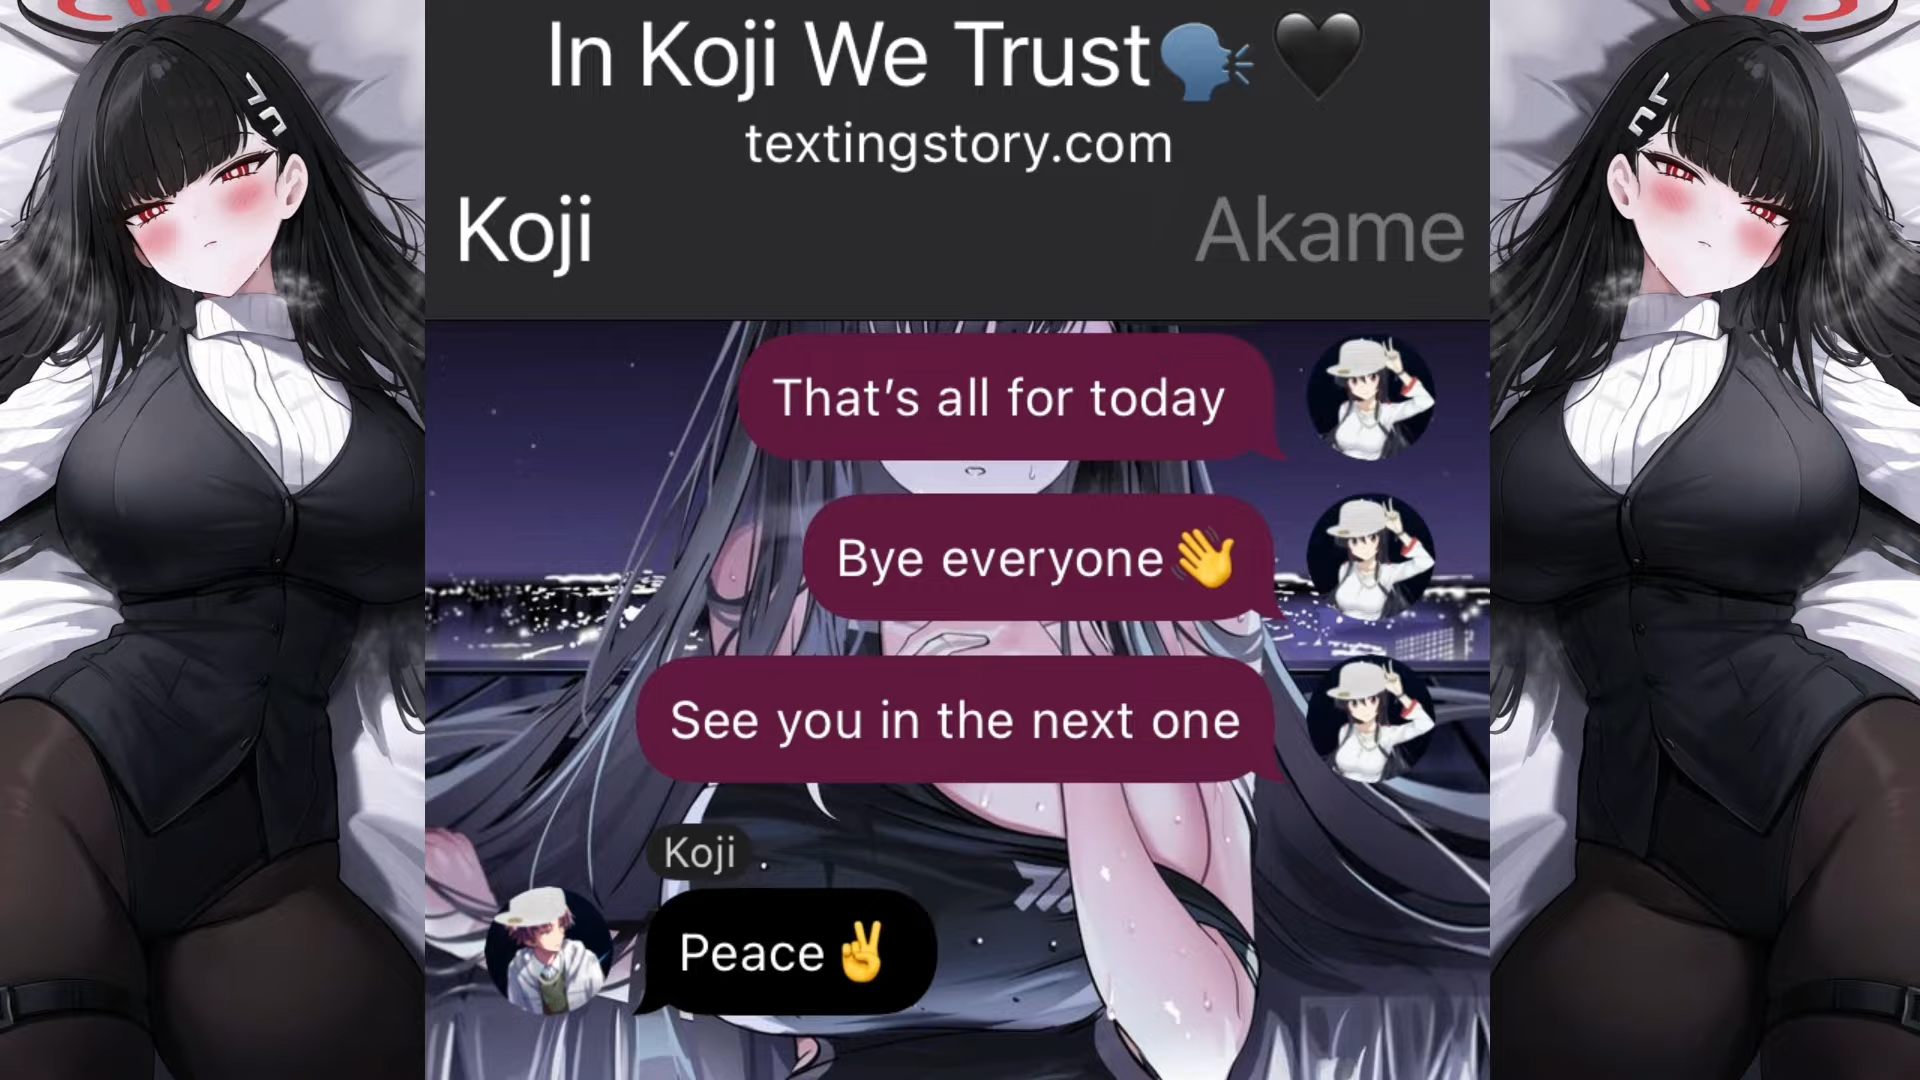 In Koji We Trust🗣️🖤
textingstory.com
Koji
Akame
That’s all for today
Bye everyone👋
See you in the next one
Koji
Peace✌️